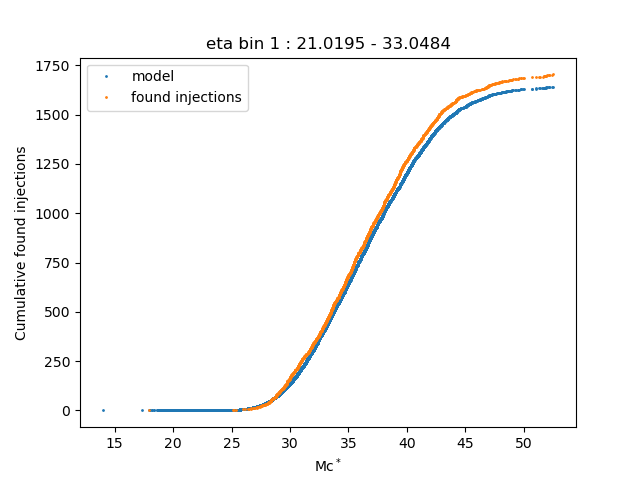 eta bin 1 : 21.0195 - 33.0484
model
found injections
Cumulative found injections
1750
1500
1250
1000
750
500
250
0
15 20 25 30 35 40 45 50
Mc*